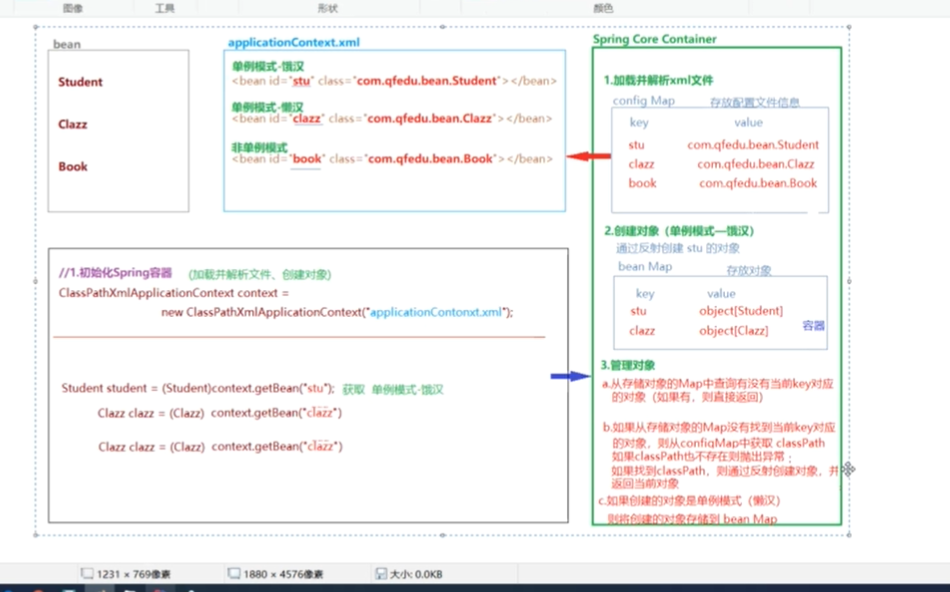 图像
工具
形状
颜色
bean
Student
Clazz
Book
applicationContext.xml
单例模式-饿汉
<bean id="stu" class="com.qfedu.bean.Student"></bean>
单例模式-懒汉
<bean id="clazz" class="com.qfedu.bean.Clazz"></bean>
非单例模式
<bean id="book" class="com.qfedu.bean.Book"></bean>
//1.初始化Spring容器 (加载并解析文件、创建对象)
ClassPathXmlApplicationContext context =
new ClassPathXmlApplicationContext("applicationContonxt.xml");
Student student = (Student)context.getBean("stu"); 获取 单例模式-饿汉
Clazz clazz = (Clazz) context.getBean("clazz")
Clazz clazz = (Clazz) context.getBean("clazz")
Spring Core Container
1.加载并解析xml文件
config Map 存放配置文件信息
key value
stu com.qfedu.bean.Student
clazz com.qfedu.bean.Clazz
book com.qfedu.bean.Book
2.创建对象（单例模式—饿汉）
通过反射创建 stu 的对象
bean Map 存放对象
key value
stu object[Student]
clazz object[Clazz]
容器
3.管理对象
a.从存储对象的Map中查询有没有当前key对应
的对象（如果有，则直接返回）
b.如果从存储对象的Map没有找到当前key对应
的对象，则从configMap中获取 classPath
如果classPath也不存在则抛出异常；
如果找到classPath，则通过反射创建对象，并
返回当前对象
c.如果创建的对象是单例模式（懒汉）
则将创建的对象存储到 bean Map
1231 × 769像素
1880 × 4576像素
大小: 0.0KB